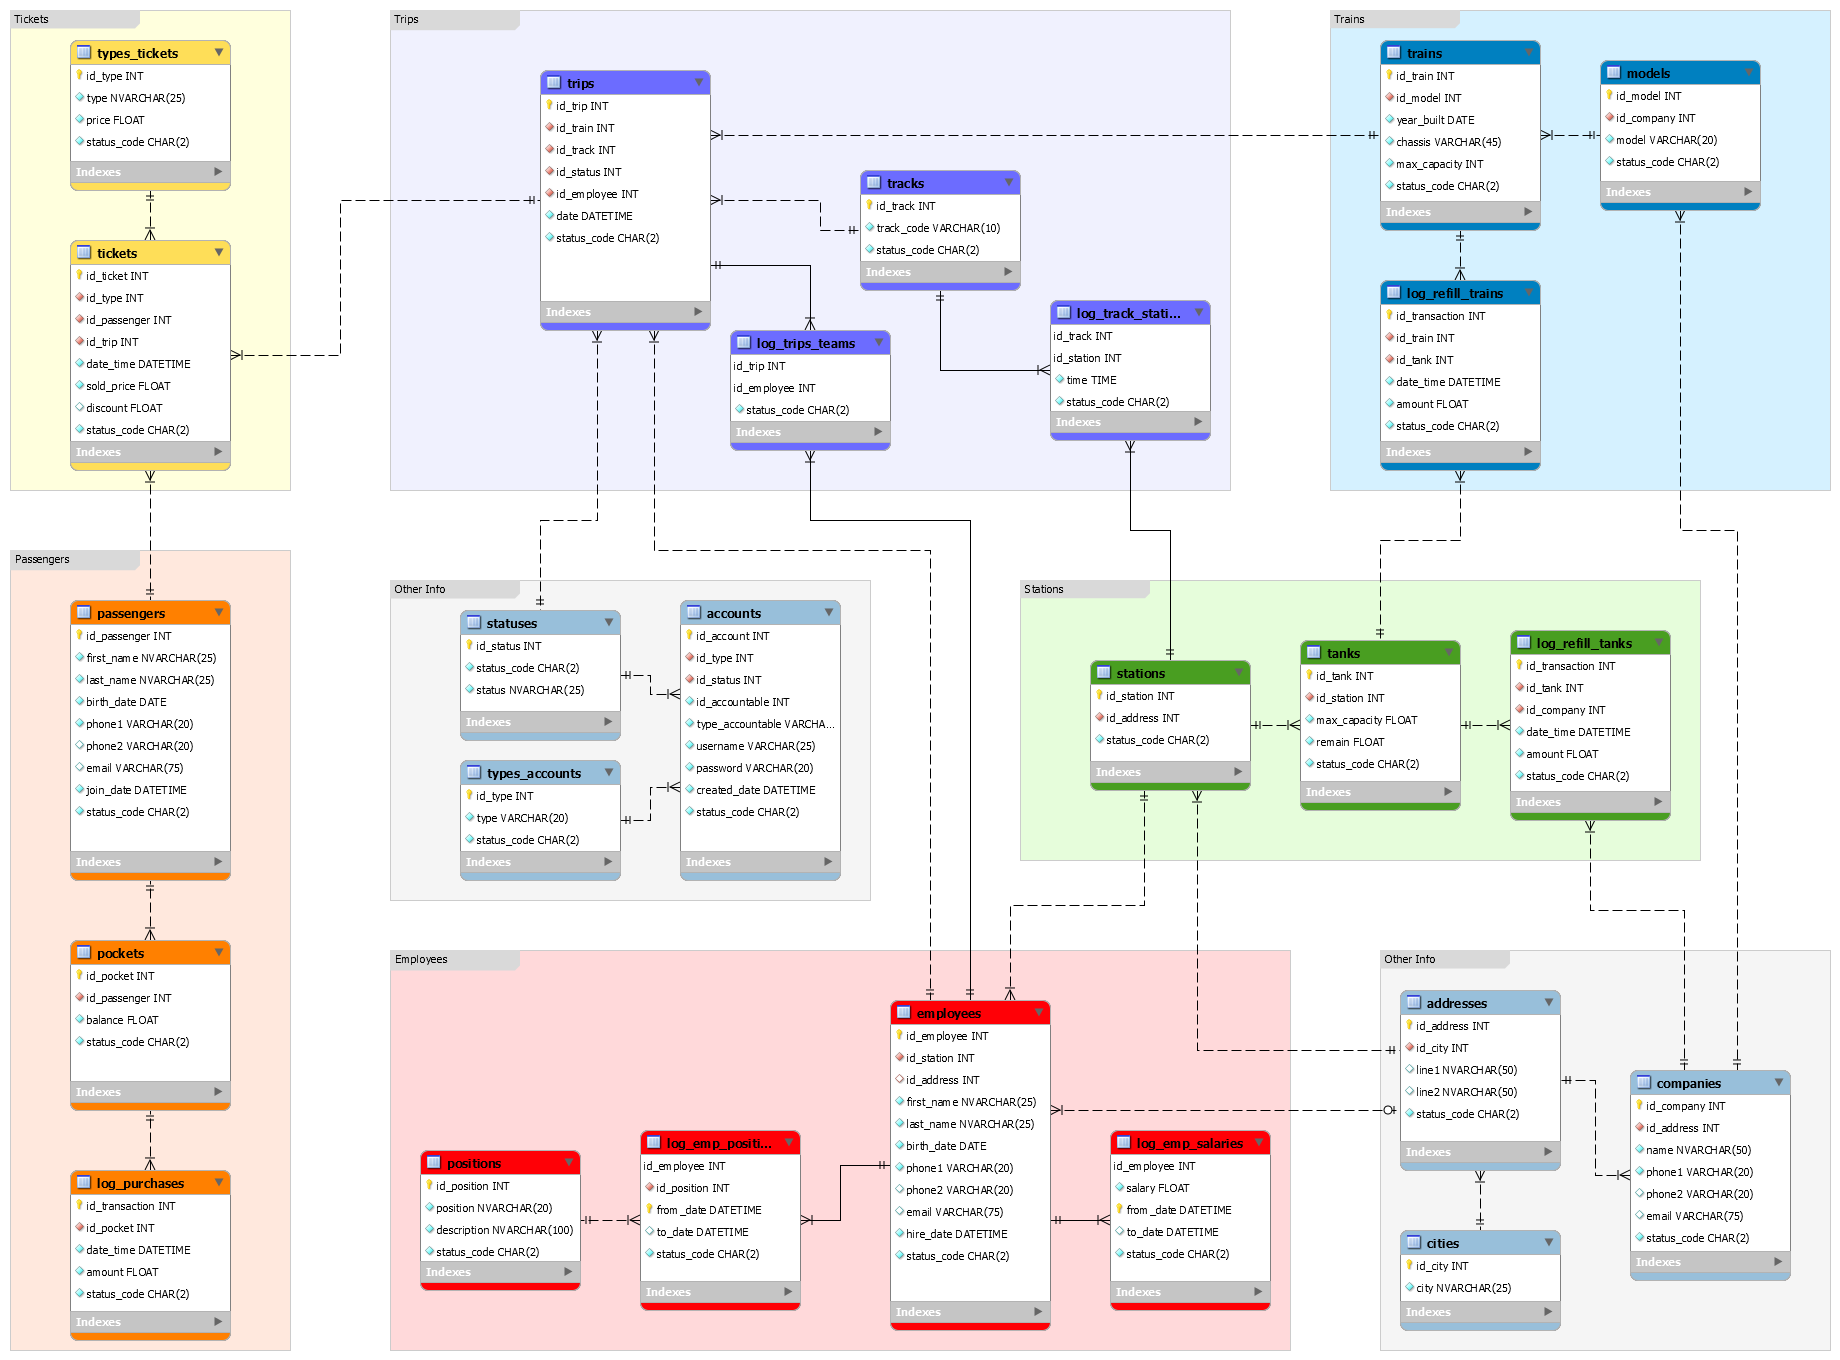 Tickets
types_tickets
id_type INT
type NVARCHAR(25)
price FLOAT
status_code CHAR(2)
Indexes
tickets
id_ticket INT
id_type INT
id_passenger INT
id_trip INT
date_time DATETIME
sold_price FLOAT
discount FLOAT
status_code CHAR(2)
Indexes
Trips
trips
id_trip INT
id_train INT
id_track INT
id_status INT
id_employee INT
date DATETIME
status_code CHAR(2)
Indexes
tracks
id_track INT
track_code VARCHAR(10)
status_code CHAR(2)
Indexes
log_trips_teams
id_trip INT
id_employee INT
status_code CHAR(2)
Indexes
log_track_stati...
id_track INT
id_station INT
time TIME
status_code CHAR(2)
Indexes
Trains
trains
id_train INT
id_model INT
year_built DATE
chassis VARCHAR(45)
max_capacity INT
status_code CHAR(2)
Indexes
models
id_model INT
id_company INT
model VARCHAR(20)
status_code CHAR(2)
Indexes
log_refill_trains
id_transaction INT
id_train INT
id_tank INT
date_time DATETIME
amount FLOAT
status_code CHAR(2)
Indexes
Passengers
passengers
id_passenger INT
first_name NVARCHAR(25)
last_name NVARCHAR(25)
birth_date DATE
phone1 VARCHAR(20)
phone2 VARCHAR(20)
email VARCHAR(75)
join_date DATETIME
status_code CHAR(2)
Indexes
pockets
id_pocket INT
id_passenger INT
balance FLOAT
status_code CHAR(2)
Indexes
log_purchases
id_transaction INT
id_pocket INT
date_time DATETIME
amount FLOAT
status_code CHAR(2)
Indexes
Other Info
statuses
id_status INT
status_code CHAR(2)
status NVARCHAR(25)
Indexes
types_accounts
id_type INT
type VARCHAR(20)
status_code CHAR(2)
Indexes
accounts
id_account INT
id_type INT
id_status INT
id_accountable INT
type_accountable VARCHA...
username VARCHAR(25)
password VARCHAR(20)
created_date DATETIME
status_code CHAR(2)
Indexes
Stations
stations
id_station INT
id_address INT
status_code CHAR(2)
Indexes
tanks
id_tank INT
id_station INT
max_capacity FLOAT
remain FLOAT
status_code CHAR(2)
Indexes
log_refill_tanks
id_transaction INT
id_tank INT
id_company INT
date_time DATETIME
amount FLOAT
status_code CHAR(2)
Indexes
Employees
positions
id_position INT
position NVARCHAR(20)
description NVARCHAR(100)
status_code CHAR(2)
Indexes
log_emp_positi...
id_employee INT
id_position INT
from_date DATETIME
to_date DATETIME
status_code CHAR(2)
Indexes
employees
id_employee INT
id_station INT
id_address INT
first_name NVARCHAR(25)
last_name NVARCHAR(25)
birth_date DATE
phone1 VARCHAR(20)
phone2 VARCHAR(20)
email VARCHAR(75)
hire_date DATETIME
status_code CHAR(2)
Indexes
log_emp_salaries
id_employee INT
salary FLOAT
from_date DATETIME
to_date DATETIME
status_code CHAR(2)
Indexes
Other Info
addresses
id_address INT
id_city INT
line1 NVARCHAR(50)
line2 NVARCHAR(50)
status_code CHAR(2)
Indexes
cities
id_city INT
city NVARCHAR(25)
Indexes
companies
id_company INT
id_address INT
name NVARCHAR(50)
phone1 VARCHAR(20)
phone2 VARCHAR(20)
email VARCHAR(75)
status_code CHAR(2)
Indexes